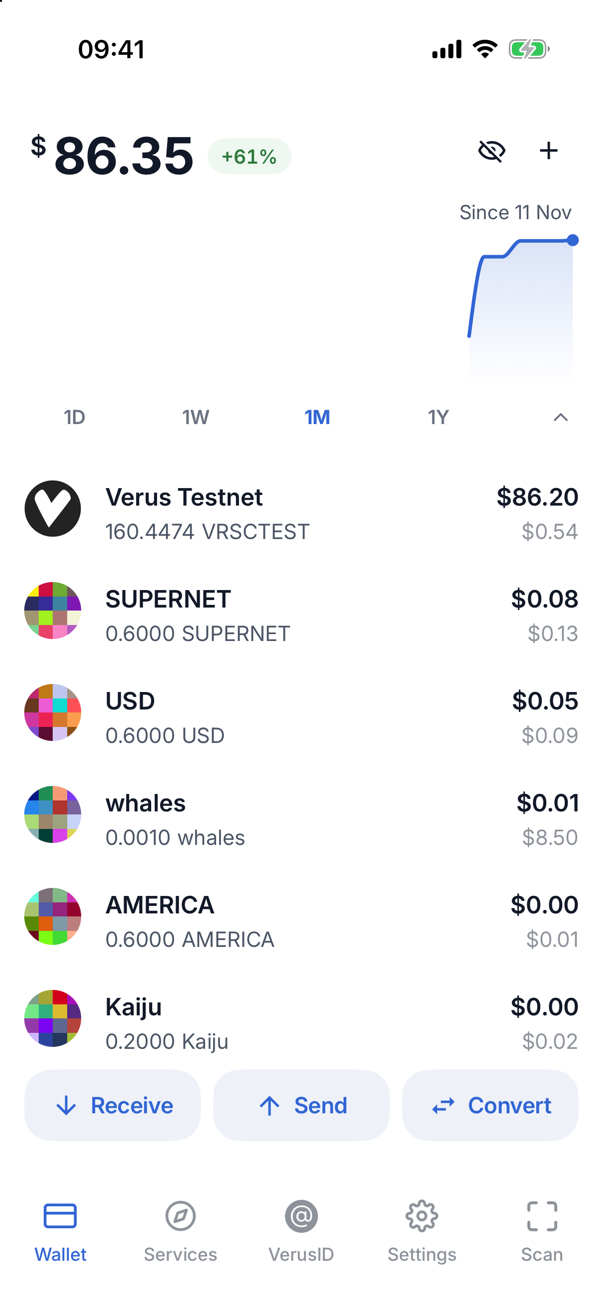 09:41
$ 86.35 +61%
Since 11 Nov
1D 1W 1M 1Y
Verus Testnet $86.20
160.4474 VRSCTEST $0.54
SUPERNET $0.08
0.6000 SUPERNET $0.13
USD $0.05
0.6000 USD $0.09
whales $0.01
0.0010 whales $8.50
AMERICA $0.00
0.6000 AMERICA $0.01
Kaiju $0.00
0.2000 Kaiju $0.02
Receive Send Convert
Wallet Services VerusID Settings Scan